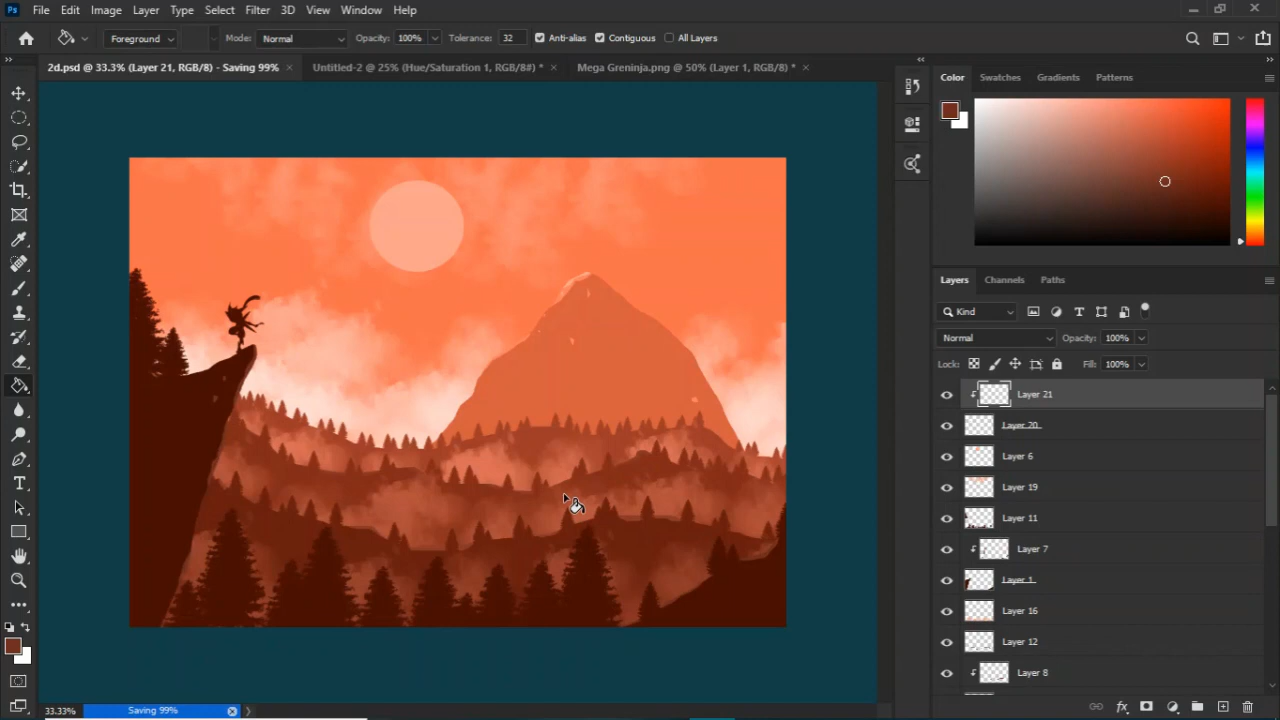 Ps File Edit Image Layer Type Select Filter 3D View Window Help
Foreground Mode: Normal Opacity: 100% Tolerance: 32 Anti-alias Contiguous All Layers
2d.psd @ 33.3% (Layer 21, RGB/8) - Saving 99% × Untitled-2 @ 25% (Hue/Saturation 1, RGB/8#) * × Mega Greninja.png @ 50% (Layer 1, RGB/8) * ×
Color Swatches Gradients Patterns
Layers Channels Paths
Kind
Normal Opacity: 100%
Lock: Fill: 100%
Layer 21
Layer 20
Layer 6
Layer 19
Layer 11
Layer 7
Layer 1
Layer 16
Layer 12
Layer 8
33.33% Saving 99%